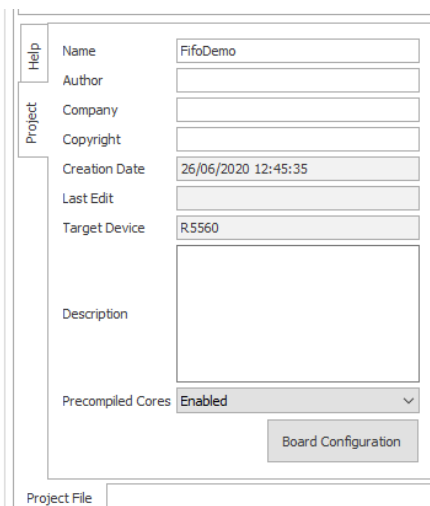 Help
Project
Name FifoDemo
Author
Company
Copyright
Creation Date 26/06/2020 12:45:35
Last Edit
Target Device R5560
Description
Precompiled Cores Enabled
Board Configuration
Project File